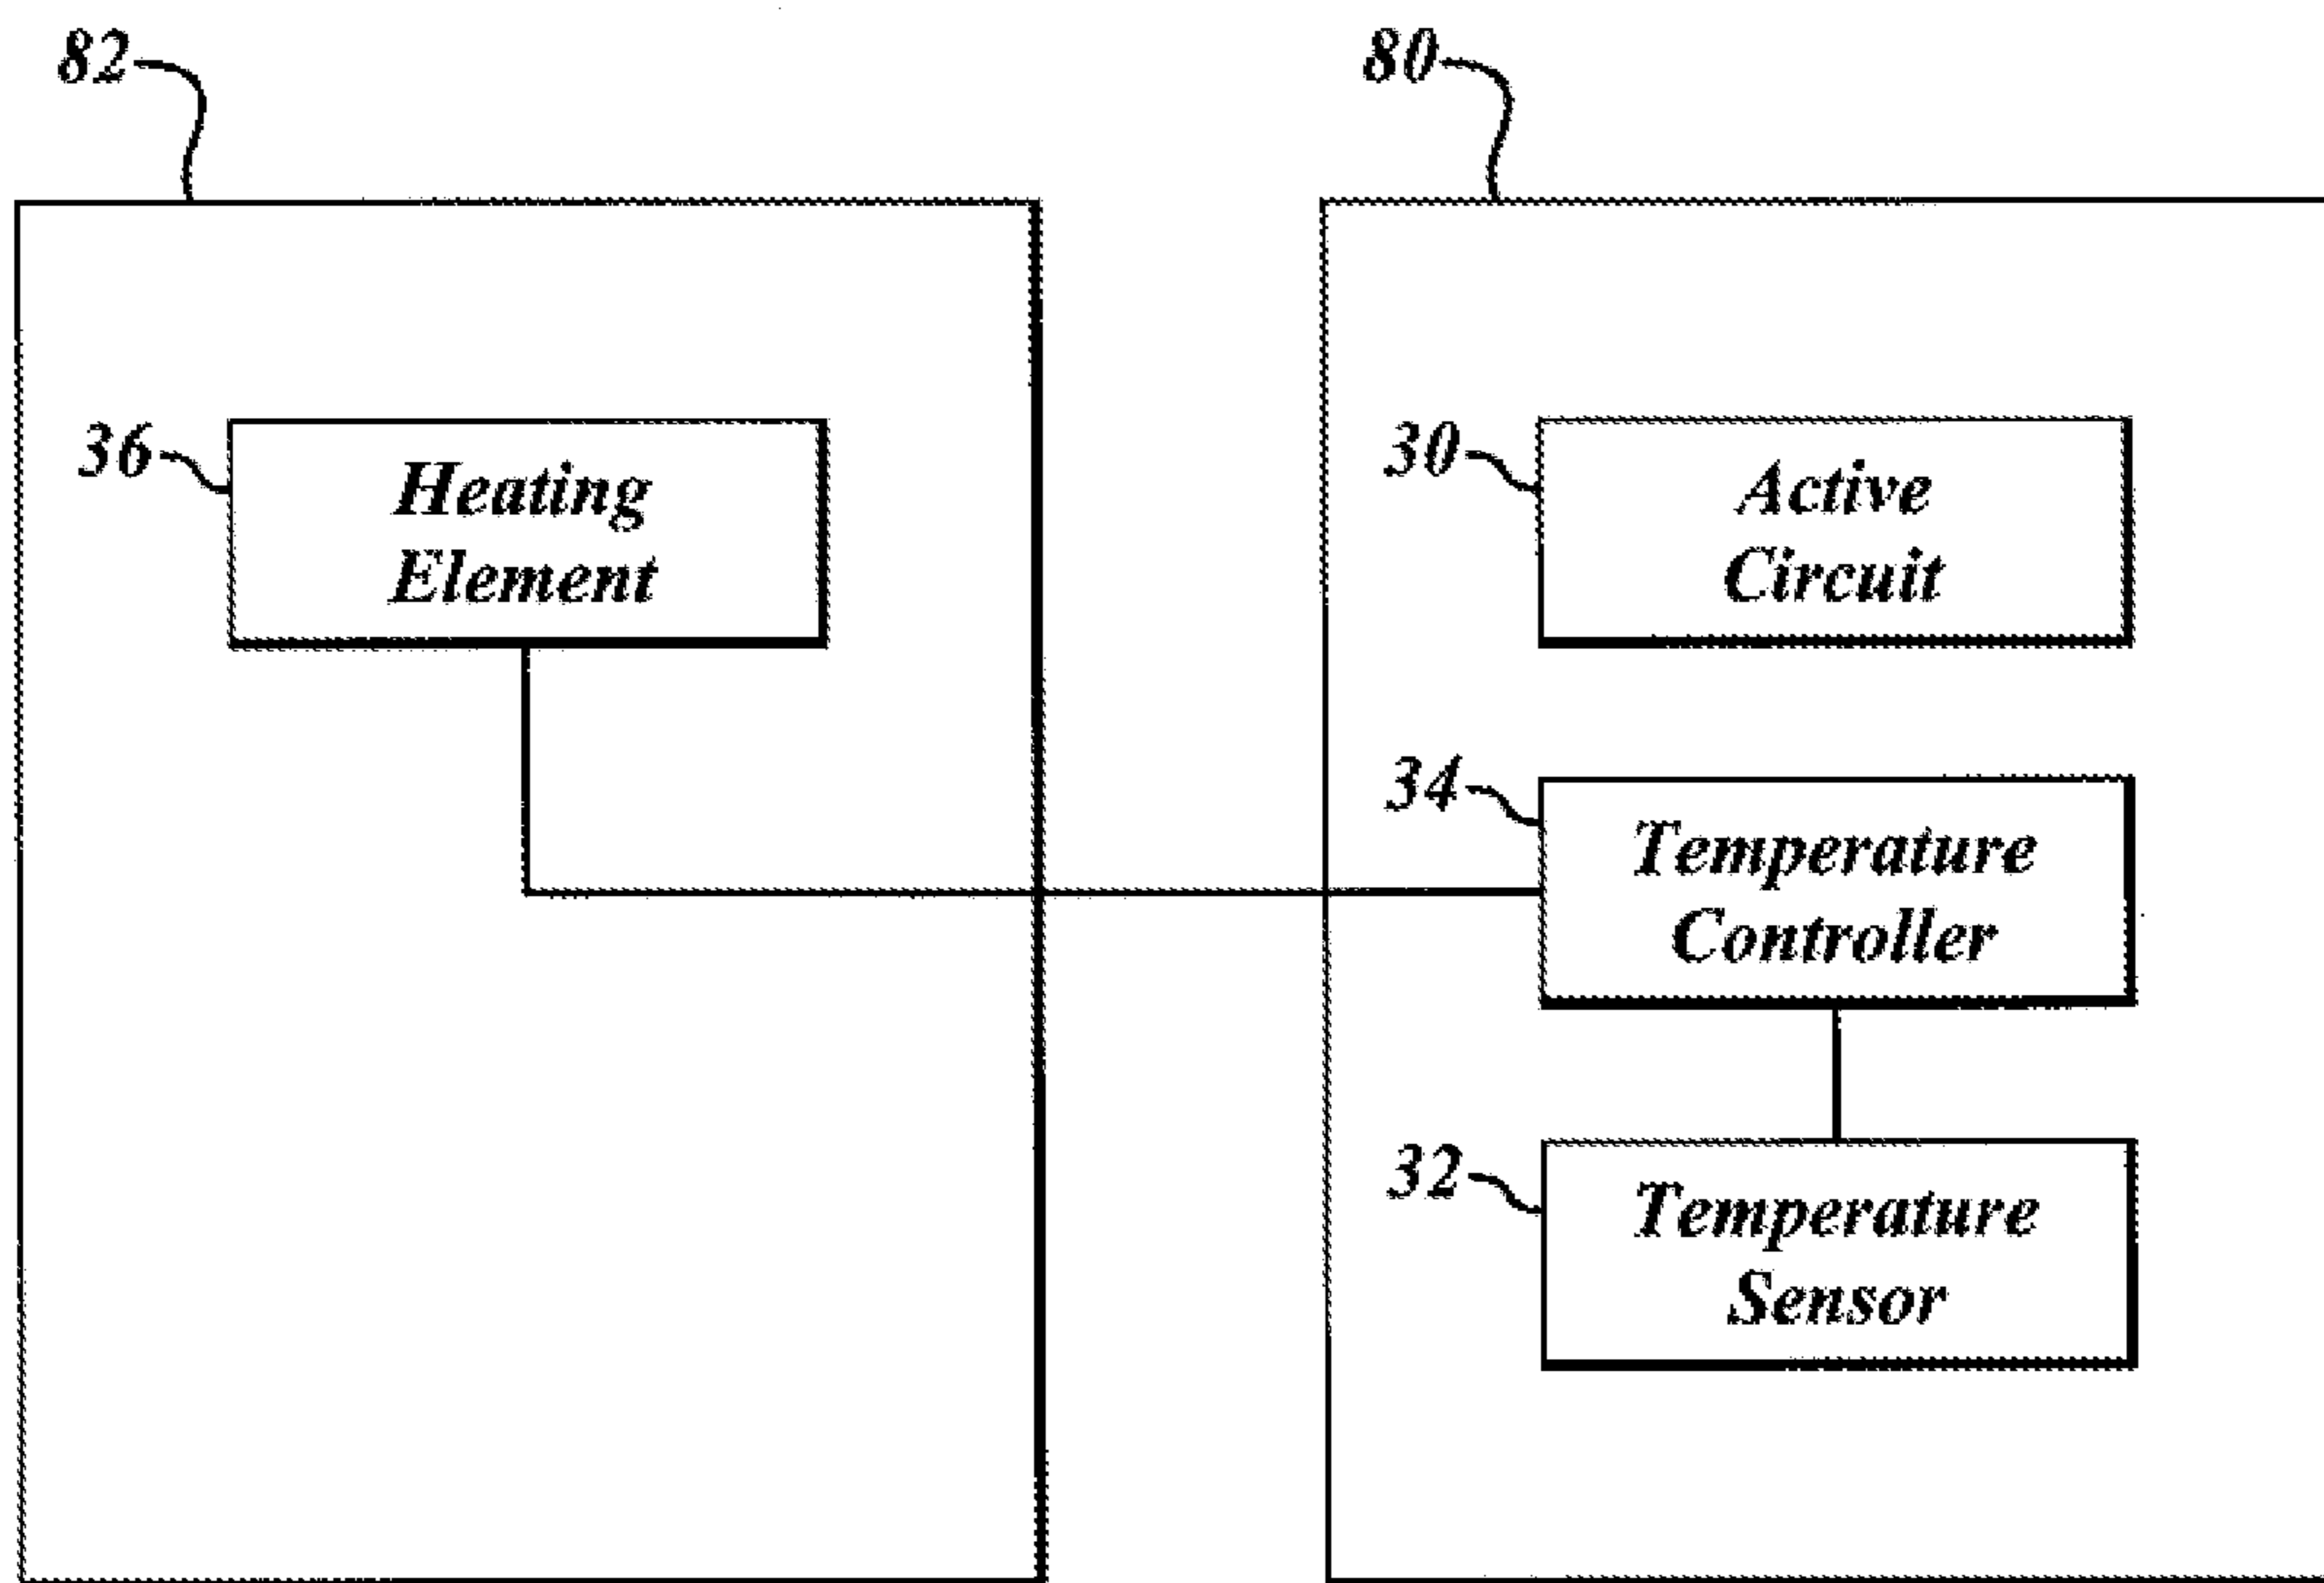 82
80
36
Heating
Element
30
Active
Circuit
34
Temperature
Controller
32
Temperature
Sensor